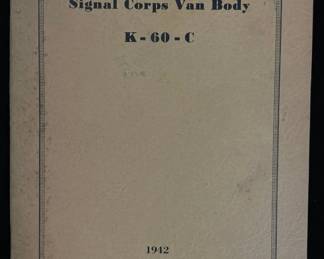 Signal Corps Van Body
K - 60 - C
1942